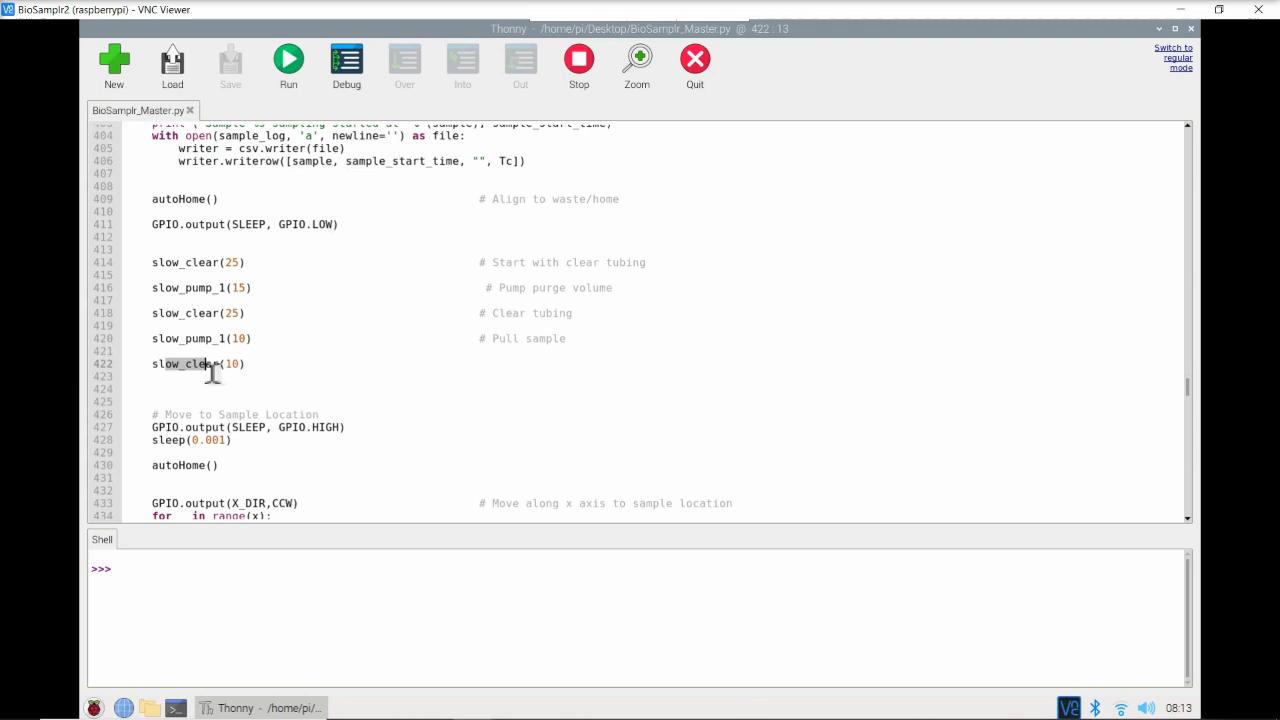 BioSamplr2 (raspberrypi) - VNC Viewer
Thonny - /home/pi/Desktop/BioSamplr_Master.py @ 422 : 13
New Load Save Run Debug Over Into Out Stop Zoom Quit
Switch to
regular
mode
BioSamplr_Master.py
404 with open(sample_log, 'a', newline='') as file:
405 writer = csv.writer(file)
406 writer.writerow([sample, sample_start_time, "", Tc])
407
408
409 autoHome() # Align to waste/home
410
411 GPIO.output(SLEEP, GPIO.LOW)
412
413
414 slow_clear(25) # Start with clear tubing
415
416 slow_pump_1(15) # Pump purge volume
417
418 slow_clear(25) # Clear tubing
419
420 slow_pump_1(10) # Pull sample
421
422 slow_clear(10)
423
424
425
426 # Move to Sample Location
427 GPIO.output(SLEEP, GPIO.HIGH)
428 sleep(0.001)
429
430 autoHome()
431
432
433 GPIO.output(X_DIR,CCW) # Move along x axis to sample location
434 for _ in range(x):
Shell
>>>
Thonny - /home/pi/...
08:13